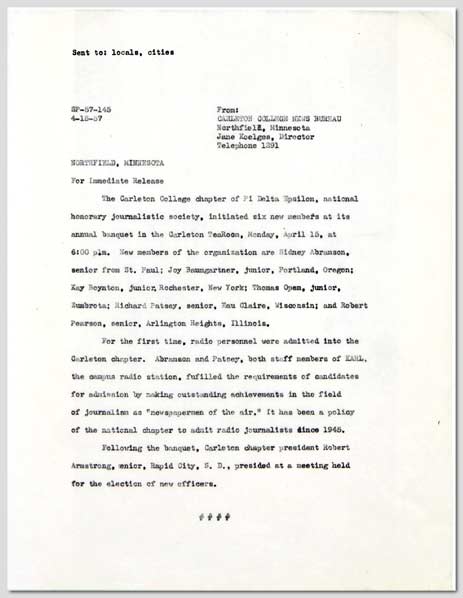 Sent to: locals, cities
SP-57-145
4-15-57
From:
CARLETON COLLEGE NEWS BUREAU
Northfield, Minnesota
Jane Koelges, Director
Telephone 1291
NORTHFIELD, MINNESOTA
For Immediate Release
The Carleton College chapter of Pi Delta Epsilon, national
honorary journalistic society, initiated six new members at its
annual banquet in the Carleton TeaRoom, Monday, April 15, at
6:00 p.m. New members of the organization are Sidney Abramson,
senior from St. Paul; Joy Baumgartner, junior, Portland, Oregon;
Kay Boynton, junior, Rochester, New York; Thomas Open, junior,
Zumbrota; Richard Patsey, senior, Eau Claire, Wisconsin; and Robert
Pearson, senior, Arlington Heights, Illinois.
For the first time, radio personnel were admitted into the
Carleton chapter. Abramson and Patsey, both staff members of KARL,
the campus radio station, fufilled the requirements of candidates
for admission by making outstanding achievements in the field
of journalism as "newspapermen of the air." It has been a policy
of the national chapter to admit radio journalists since 1945.
Following the banquet, Carleton chapter president Robert
Armstrong, senior, Rapid City, S. D., presided at a meeting held
for the election of new officers.
# # # #